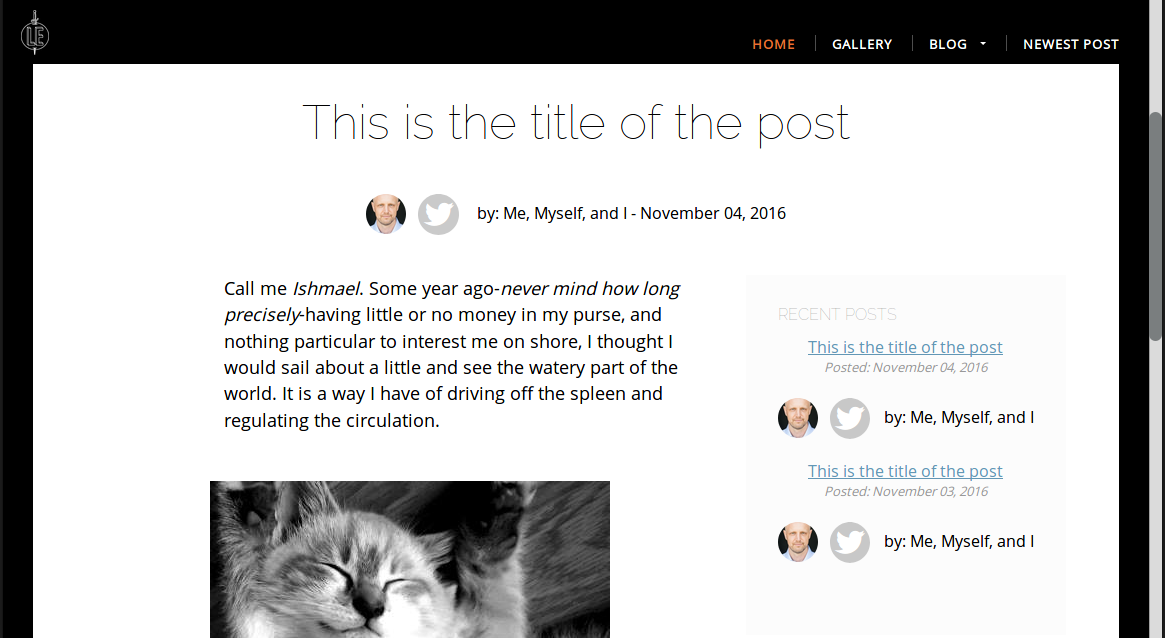 LE
HOME
GALLERY
BLOG
NEWEST POST
This is the title of the post
by: Me, Myself, and I - November 04, 2016
Call me Ishmael. Some year ago-never mind how long
precisely-having little or no money in my purse, and
nothing particular to interest me on shore, I thought I
would sail about a little and see the watery part of the
world. It is a way I have of driving off the spleen and
regulating the circulation.
RECENT POSTS
This is the title of the post
Posted: November 04, 2016
by: Me, Myself, and I
This is the title of the post
Posted: November 03, 2016
by: Me, Myself, and I